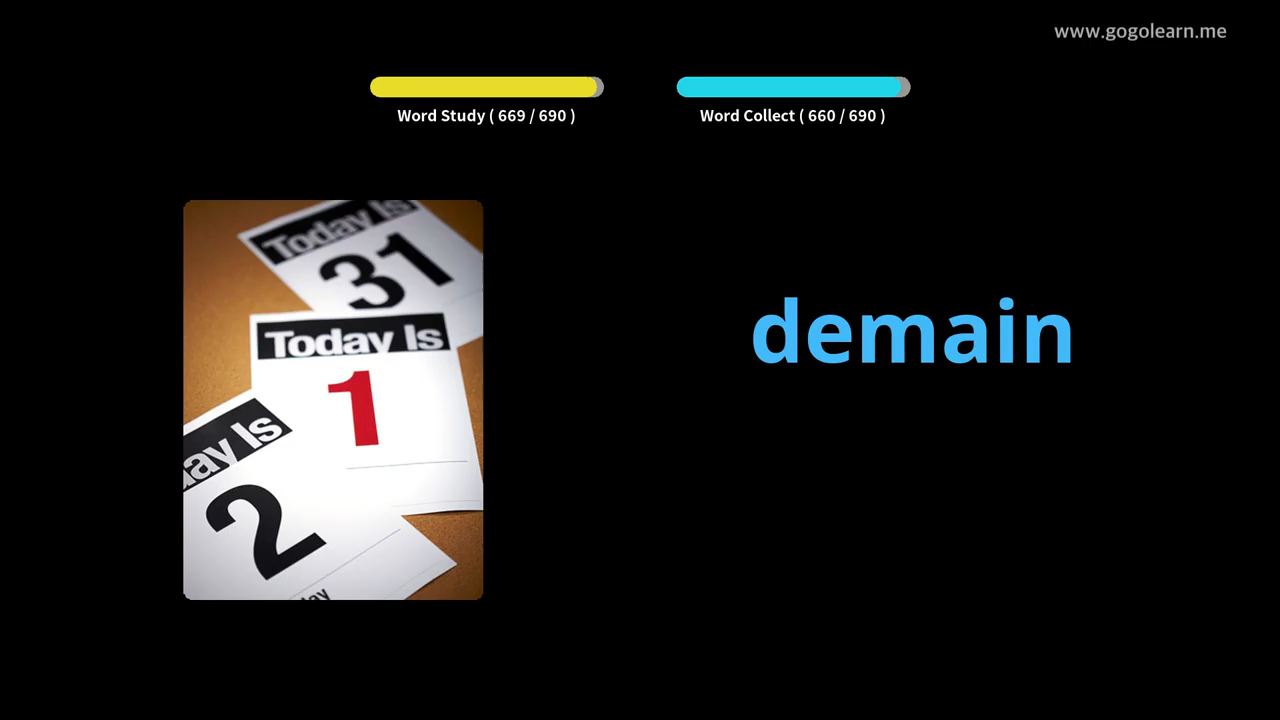 www.gogolearn.me
Word Study ( 669 / 690 )
Word Collect ( 660 / 690 )
Today Is
31
Today Is
1
demain
ay Is
2